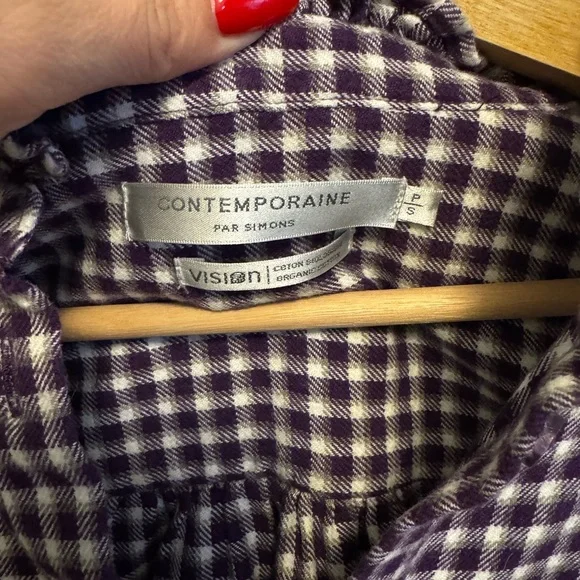 CONTEMPORAINE
PAR SIMONS
P
S
VISION
COTON
ORGANIC